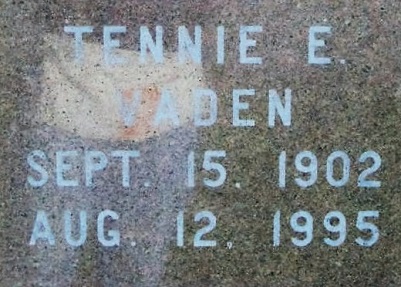 TENNIE E.
VADEN
SEPT. 15, 1902
AUG. 12, 1995